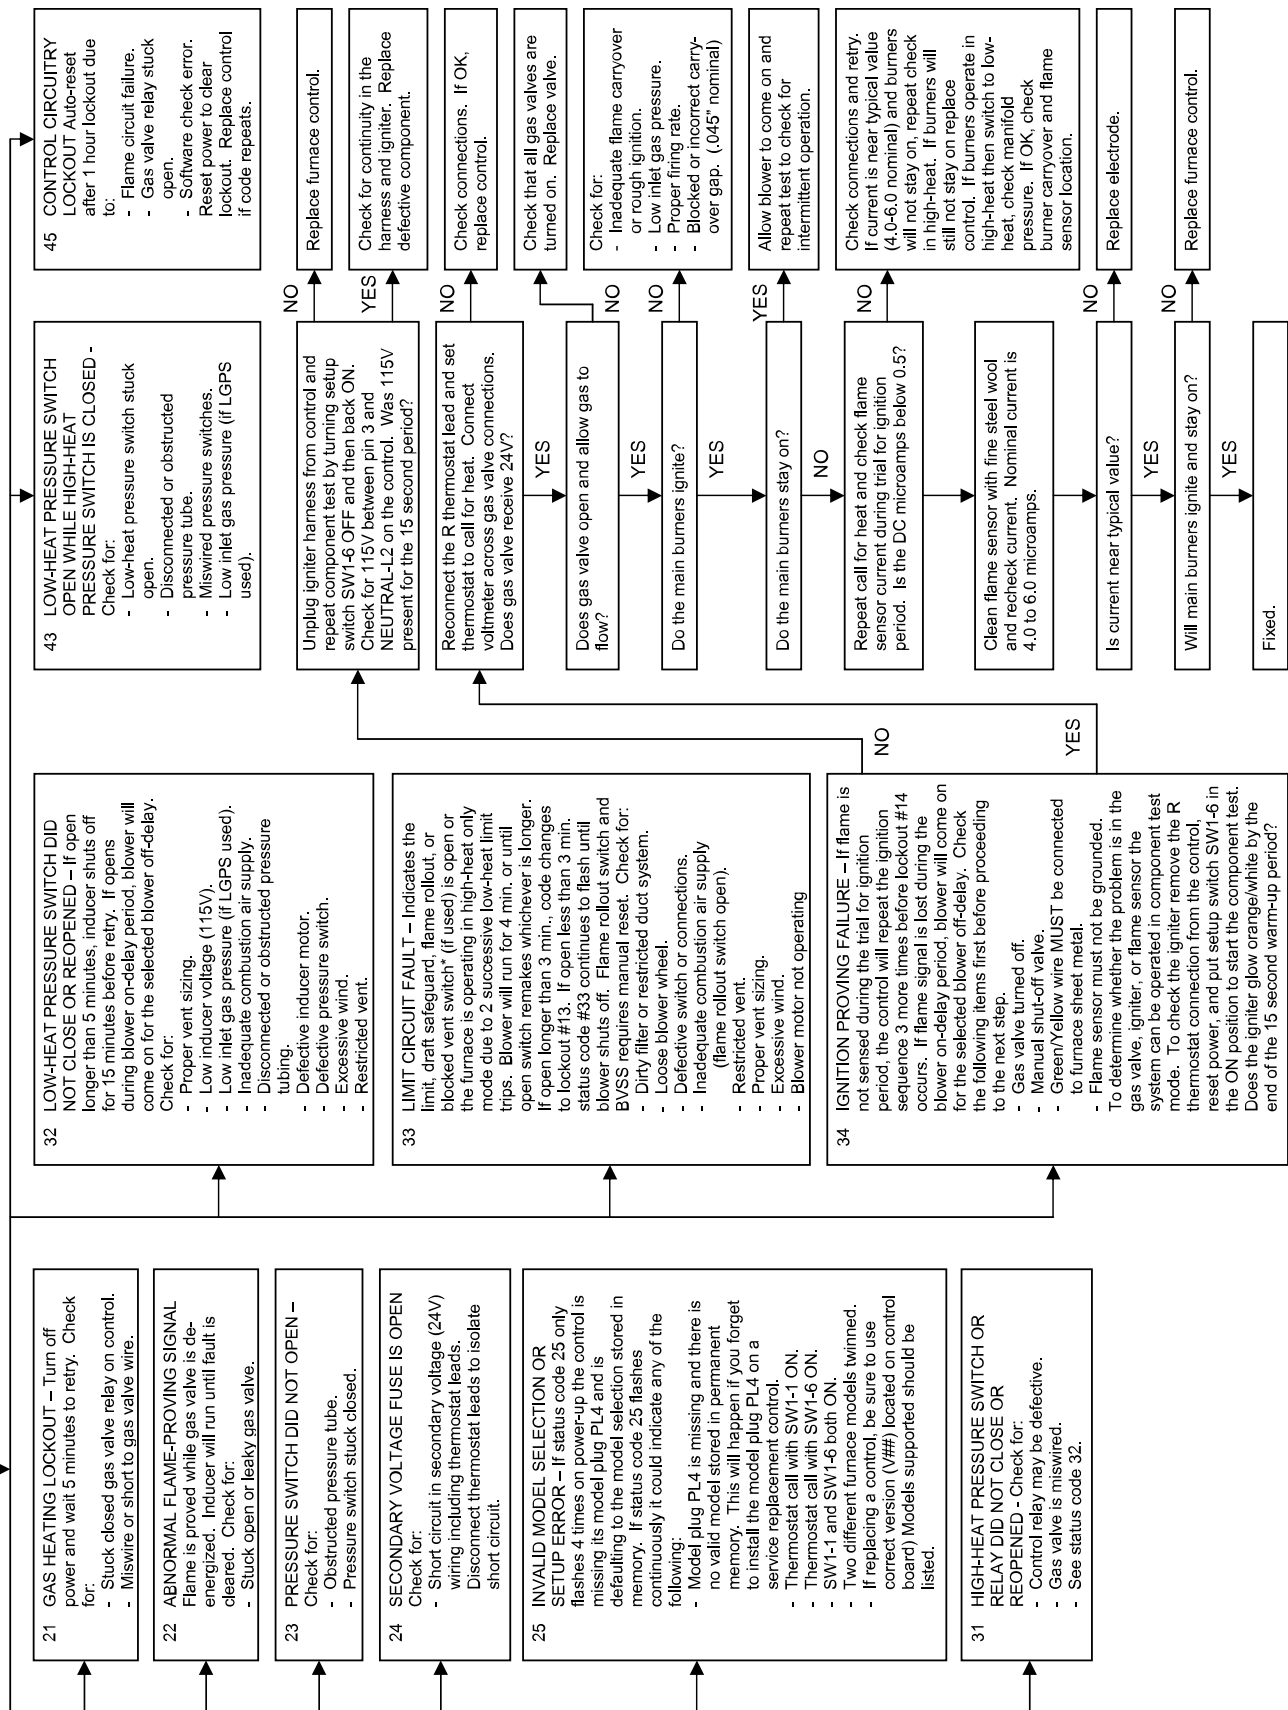 21 GAS HEATING LOCKOUT – Turn off
power and wait 5 minutes to retry. Check
for:
- Stuck closed gas valve relay on control.
- Miswire or short to gas valve wire.
22 ABNORMAL FLAME-PROVING SIGNAL
Flame is proved while gas valve is de-
energized. Inducer will run until fault is
cleared. Check for:
- Stuck open or leaky gas valve.
23 PRESSURE SWITCH DID NOT OPEN –
Check for:
- Obstructed pressure tube.
- Pressure switch stuck closed.
24 SECONDARY VOLTAGE FUSE IS OPEN
Check for:
- Short circuit in secondary voltage (24V)
wiring including thermostat leads.
Disconnect thermostat leads to isolate
short circuit.
25 INVALID MODEL SELECTION OR
SETUP ERROR – If status code 25 only
flashes 4 times on power-up the control is
missing its model plug PL4 and is
defaulting to the model selection stored in
memory. If status code 25 flashes
continuously it could indicate any of the
following:
- Model plug PL4 is missing and there is
no valid model stored in permanent
memory. This will happen if you forget
to install the model plug PL4 on a
service replacement control.
- Thermostat call with SW1-1 ON.
- Thermostat call with SW1-6 ON.
- SW1-1 and SW1-6 both ON.
- Two different furnace models twinned.
- If replacing a control, be sure to use
correct version (V##) located on control
board) Models supported should be
listed.
31 HIGH-HEAT PRESSURE SWITCH OR
RELAY DID NOT CLOSE OR
REOPENED - Check for:
- Control relay may be defective.
- Gas valve is miswired.
- See status code 32.
32 LOW-HEAT PRESSURE SWITCH DID
NOT CLOSE OR REOPENED – If open
longer than 5 minutes, inducer shuts off
for 15 minutes before retry. If opens
during blower on-delay period, blower will
come on for the selected blower off-delay.
Check for:
- Proper vent sizing.
- Low inducer voltage (115V).
- Low inlet gas pressure (if LGPS used).
- Inadequate combustion air supply.
- Disconnected or obstructed pressure
tubing.
- Defective inducer motor.
- Defective pressure switch.
- Excessive wind.
- Restricted vent.
33 LIMIT CIRCUIT FAULT – Indicates the
limit, draft safeguard, flame rollout, or
blocked vent switch* (if used) is open or
the furnace is operating in high-heat only
mode due to 2 successive low-heat limit
trips. Blower will run for 4 min. or until
open switch remakes whichever is longer.
If open longer than 3 min., code changes
to lockout #13. If open less than 3 min.
status code #33 continues to flash until
blower shuts off. Flame rollout switch and
BVSS requires manual reset. Check for:
- Dirty filter or restricted duct system.
- Loose blower wheel.
- Defective switch or connections.
- Inadequate combustion air supply
(flame rollout switch open).
- Restricted vent.
- Proper vent sizing.
- Excessive wind.
- Blower motor not operating
34 IGNITION PROVING FAILURE – If flame is
not sensed during the trial for ignition
period, the control will repeat the ignition
sequence 3 more times before lockout #14
occurs. If flame signal is lost during the
blower on-delay period, blower will come on
for the selected blower off-delay. Check
the following items first before proceeding
to the next step.
- Gas valve turned off.
- Manual shut-off valve.
- Green/Yellow wire MUST be connected
to furnace sheet metal.
- Flame sensor must not be grounded.
To determine whether the problem is in the
gas valve, igniter, or flame sensor the
system can be operated in component test
mode. To check the igniter remove the R
thermostat connection from the control,
reset power, and put setup switch SW1-6 in
the ON position to start the component test.
Does the igniter glow orange/white by the
end of the 15 second warm-up period?
NO
YES
43 LOW-HEAT PRESSURE SWITCH
OPEN WHILE HIGH-HEAT
PRESSURE SWITCH IS CLOSED -
Check for:
- Low-heat pressure switch stuck
open.
- Disconnected or obstructed
pressure tube.
- Miswired pressure switches.
- Low inlet gas pressure (if LGPS
used).
45 CONTROL CIRCUITRY
LOCKOUT Auto-reset
after 1 hour lockout due
to:
- Flame circuit failure.
- Gas valve relay stuck
open.
- Software check error.
Reset power to clear
lockout. Replace control
if code repeats.
Unplug igniter harness from control and
repeat component test by turning setup
switch SW1-6 OFF and then back ON.
Check for 115V between pin 3 and
NEUTRAL-L2 on the control. Was 115V
present for the 15 second period?
NO
Replace furnace control.
YES
Check for continuity in the
harness and igniter. Replace
defective component.
Reconnect the R thermostat lead and set
thermostat to call for heat. Connect
voltmeter across gas valve connections.
Does gas valve receive 24V?
NO
Check connections. If OK,
replace control.
YES
Does gas valve open and allow gas to
flow?
NO
Check that all gas valves are
turned on. Replace valve.
YES
Do the main burners ignite?
NO
Check for:
- Inadequate flame carryover
or rough ignition.
- Low inlet gas pressure.
- Proper firing rate.
- Blocked or incorrect carry-
over gap. (.045" nominal)
YES
Do the main burners stay on?
YES
Allow blower to come on and
repeat test to check for
intermittent operation.
NO
Repeat call for heat and check flame
sensor current during trial for ignition
period. Is the DC microamps below 0.5?
NO
Check connections and retry.
If current is near typical value
(4.0-6.0 nominal) and burners
will not stay on, repeat check
in high-heat. If burners will
still not stay on replace
control. If burners operate in
high-heat then switch to low-
heat, check manifold
pressure. If OK, check
burner carryover and flame
sensor location.
Clean flame sensor with fine steel wool
and recheck current. Nominal current is
4.0 to 6.0 microamps.
Is current near typical value?
NO
Replace electrode.
YES
Will main burners ignite and stay on?
NO
Replace furnace control.
YES
Fixed.